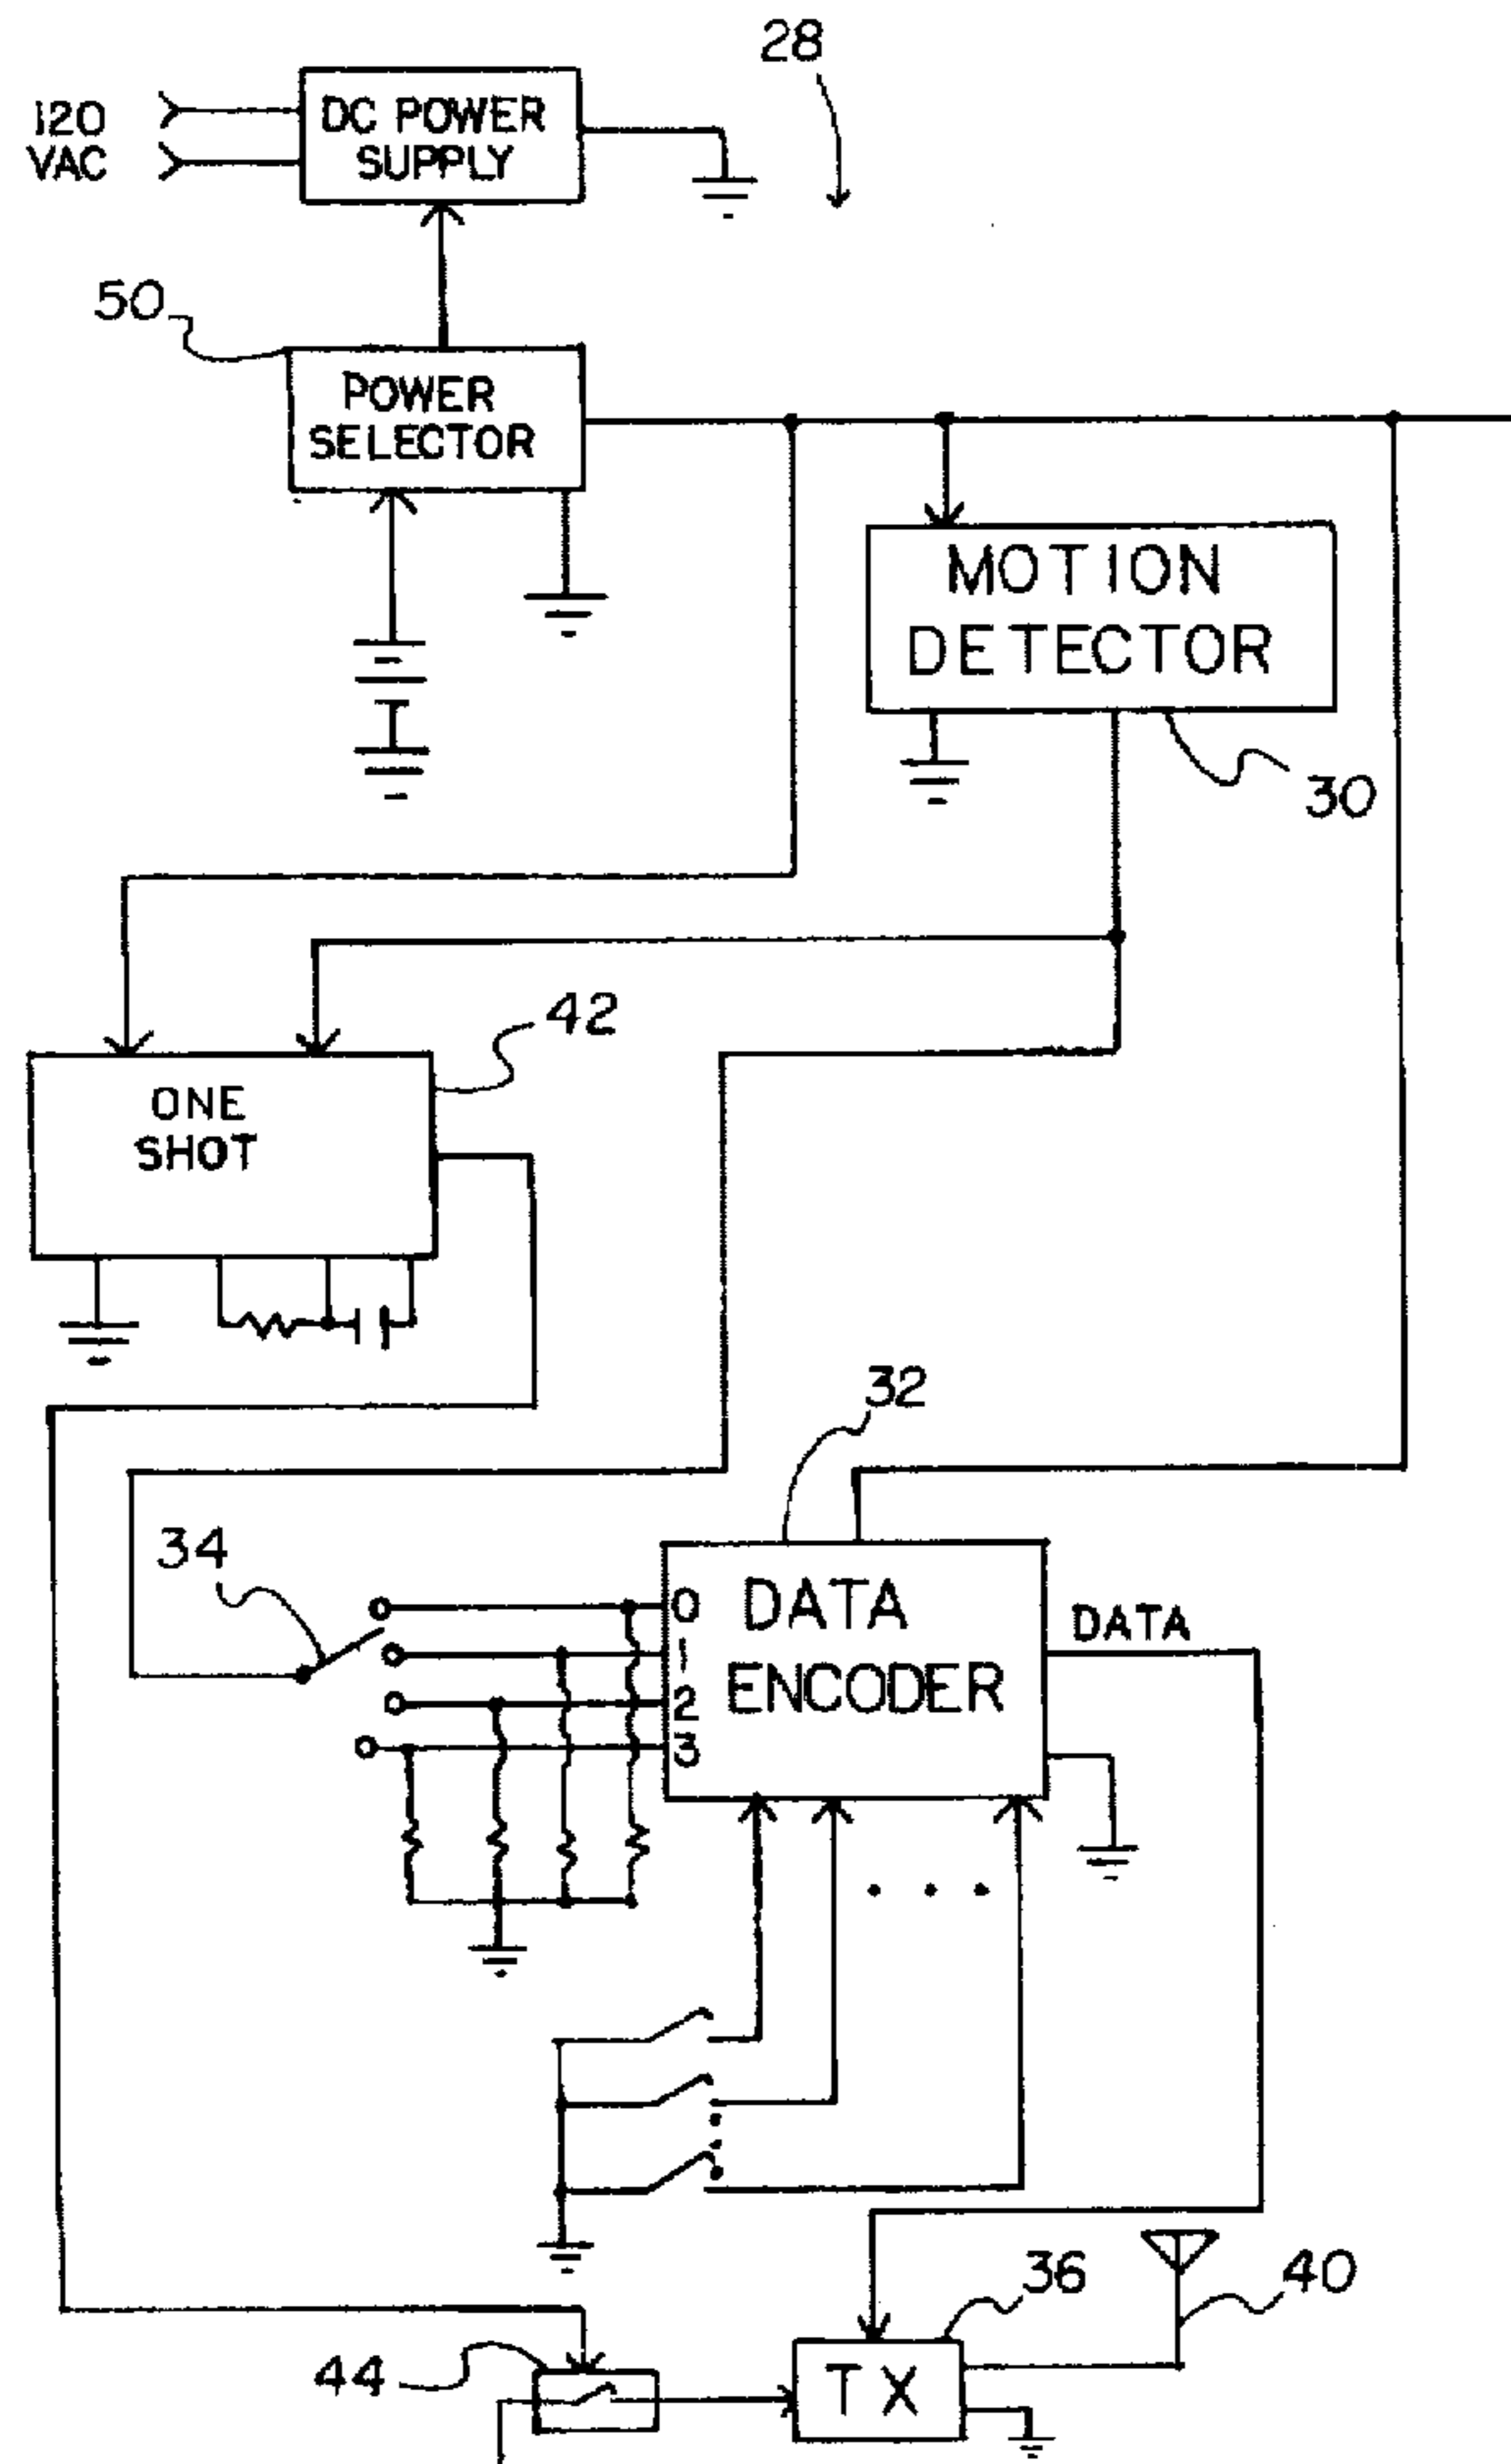 28
120
VAC
DC POWER
SUPPLY
50
POWER
SELECTOR
MOTION
DETECTOR
30
42
ONE
SHOT
32
34
0
1
2
3
DATA
ENCODER
DATA
36
40
44
TX